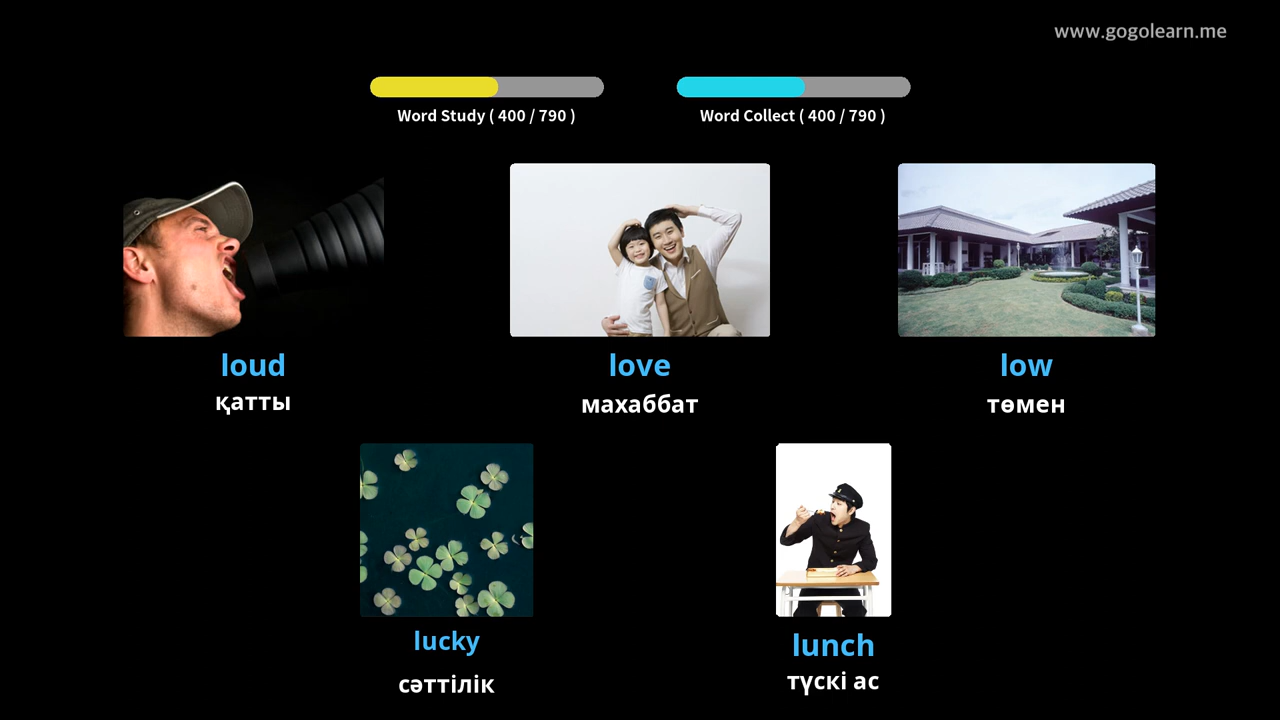 www.gogolearn.me
Word Study ( 400 / 790 )
Word Collect ( 400 / 790 )
loud
қатты
love
махаббат
low
төмен
lucky
сәттілік
lunch
түскі ас